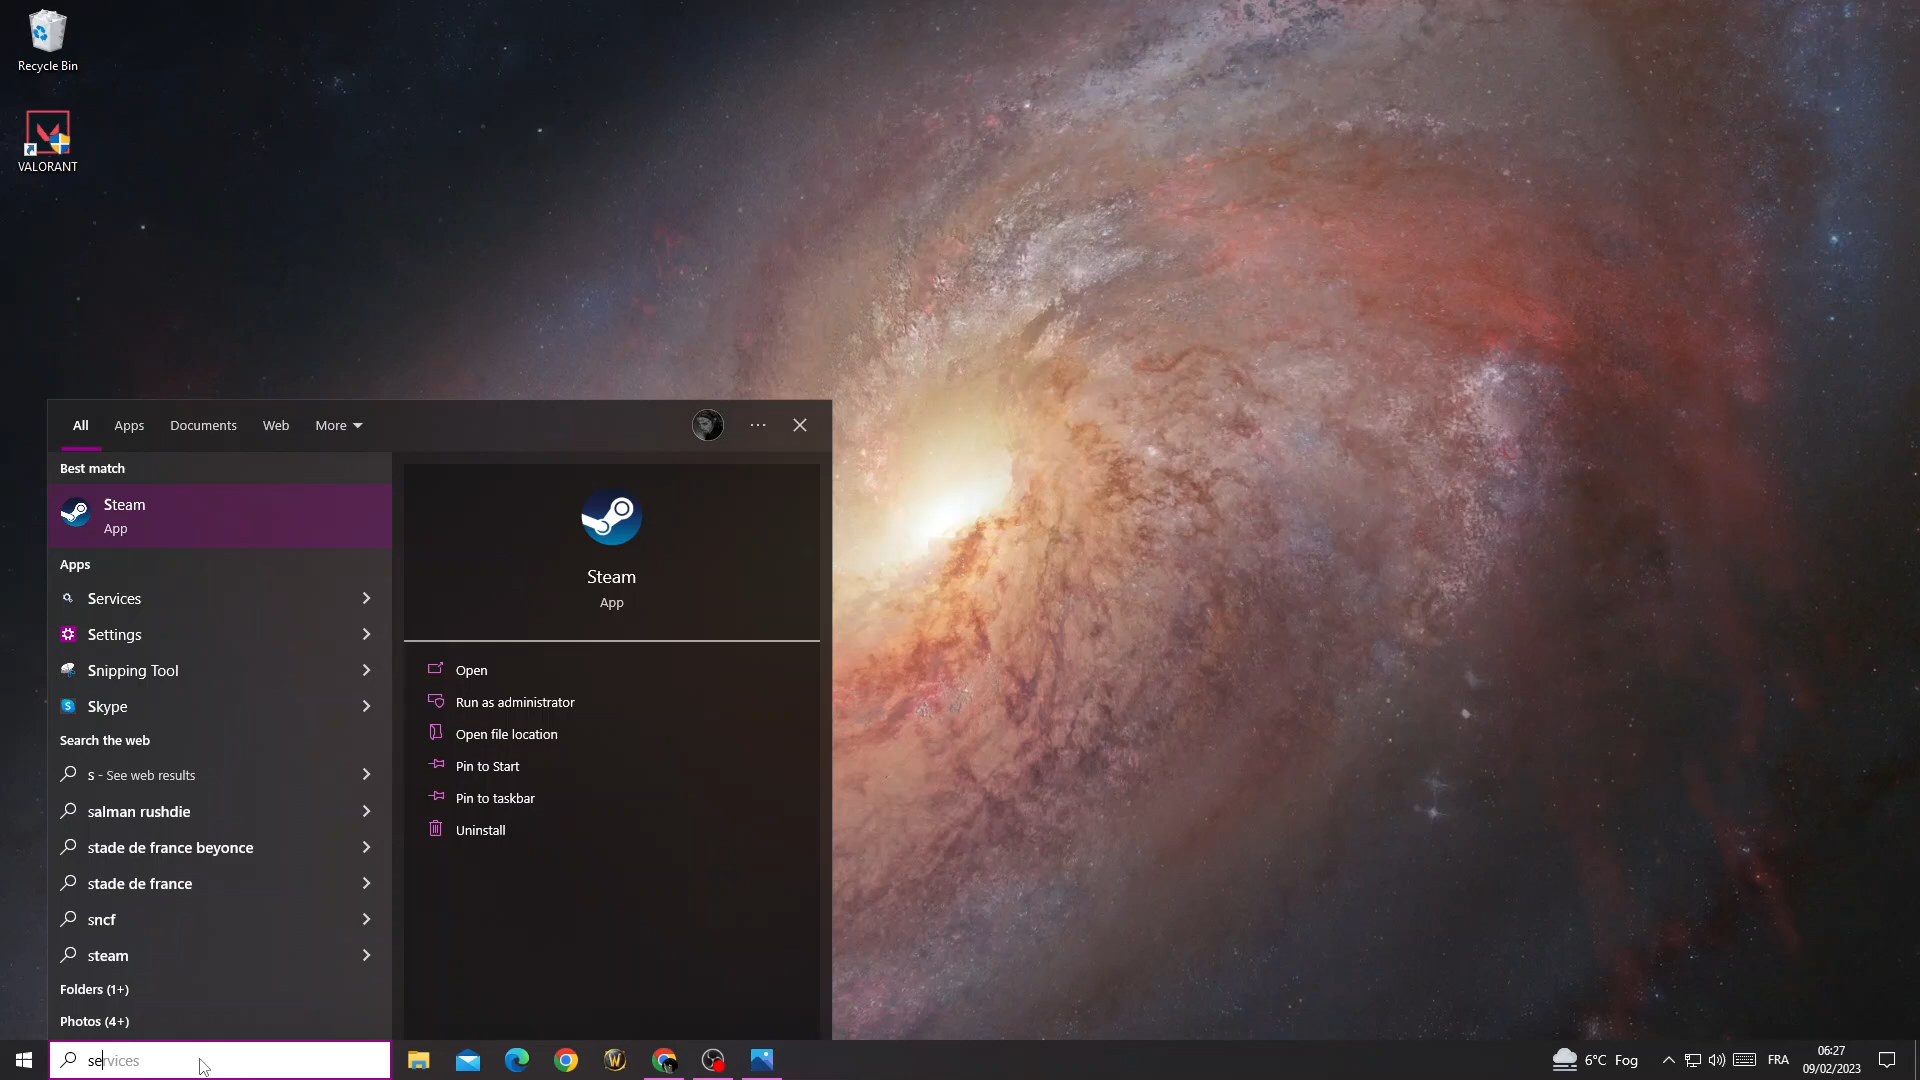 Recycle Bin
VALORANT
All Apps Documents Web More
Best match
Steam
App
Apps
Services
Settings
Snipping Tool
Skype
Search the web
s - See web results
salman rushdie
stade de france beyonce
stade de france
sncf
steam
Folders (1+)
Photos (4+)
Steam
App
Open
Run as administrator
Open file location
Pin to Start
Pin to taskbar
Uninstall
services
6°C Fog
FRA
06:27
09/02/2023